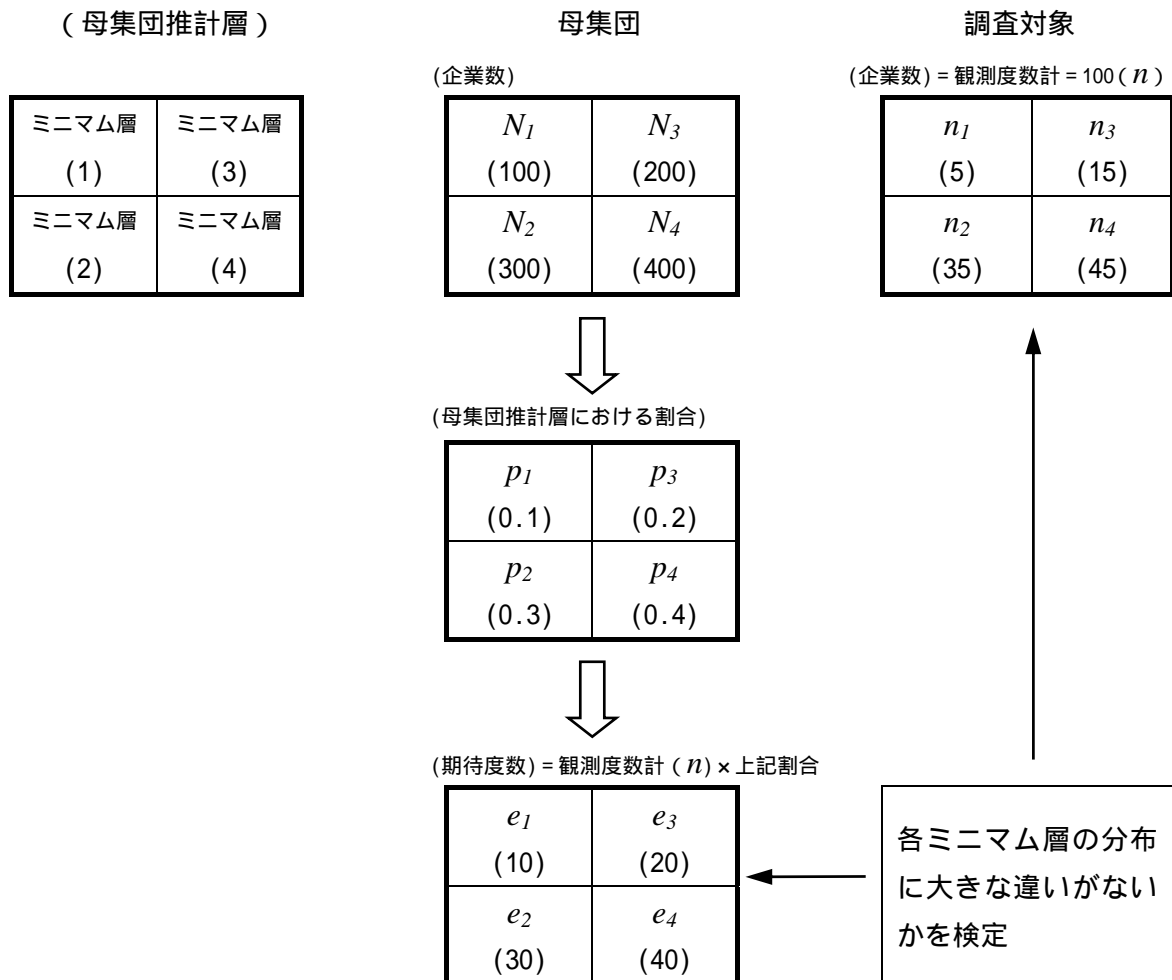 (母集団推計層)
ミニマム層 ミニマム層
(1) (3)
ミニマム層 ミニマム層
(2) (4)
母集団
(企業数)
N1 N3
(100) (200)
N2 N4
(300) (400)
(母集団推計層における割合)
p1 p3
(0.1) (0.2)
p2 p4
(0.3) (0.4)
(期待度数)=観測度数計(n)×上記割合
e1 e3
(10) (20)
e2 e4
(30) (40)
調査対象
(企業数)=観測度数計=100(n)
n1 n3
(5) (15)
n2 n4
(35) (45)
各ミニマム層の分布
に大きな違いがない
かを検定